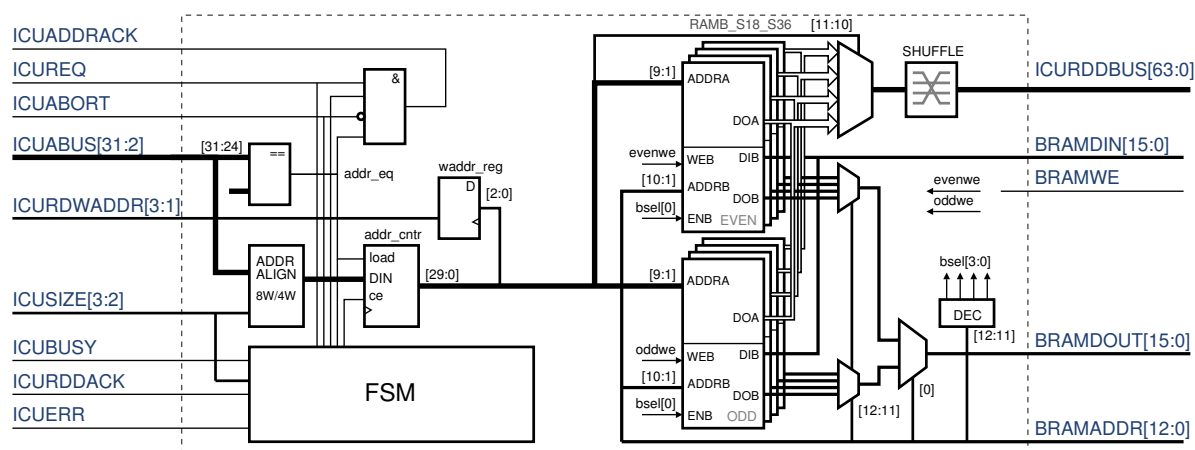 ICUADDRACK
ICUREQ
ICUABORT
ICUABUS[31:2]
ICURDWADDR[3:1]
ICUSIZE[3:2]
ICUBUSY
ICURDDACK
ICUERR
&
[31:24]
==
addr_eq
waddr_reg
D
[2:0]
ADDR
ALIGN
8W/4W
addr_cntr
load
DIN
ce
[29:0]
FSM
RAMB_S18_S36
[11:10]
[9:1]
ADDRA
DOA
evenwe
WEB
DIB
[10:1]
ADDRB
DOB
bsel[0]
ENB
EVEN
[9:1]
ADDRA
DOA
oddwe
WEB
DIB
[10:1]
ADDRB
DOB
bsel[0]
ENB
ODD
SHUFFLE
evenwe
oddwe
bsel[3:0]
DEC
[12:11]
[12:11]
[0]
ICURDDBUS[63:0]
BRAMDIN[15:0]
BRAMWE
BRAMDOUT[15:0]
BRAMADDR[12:0]